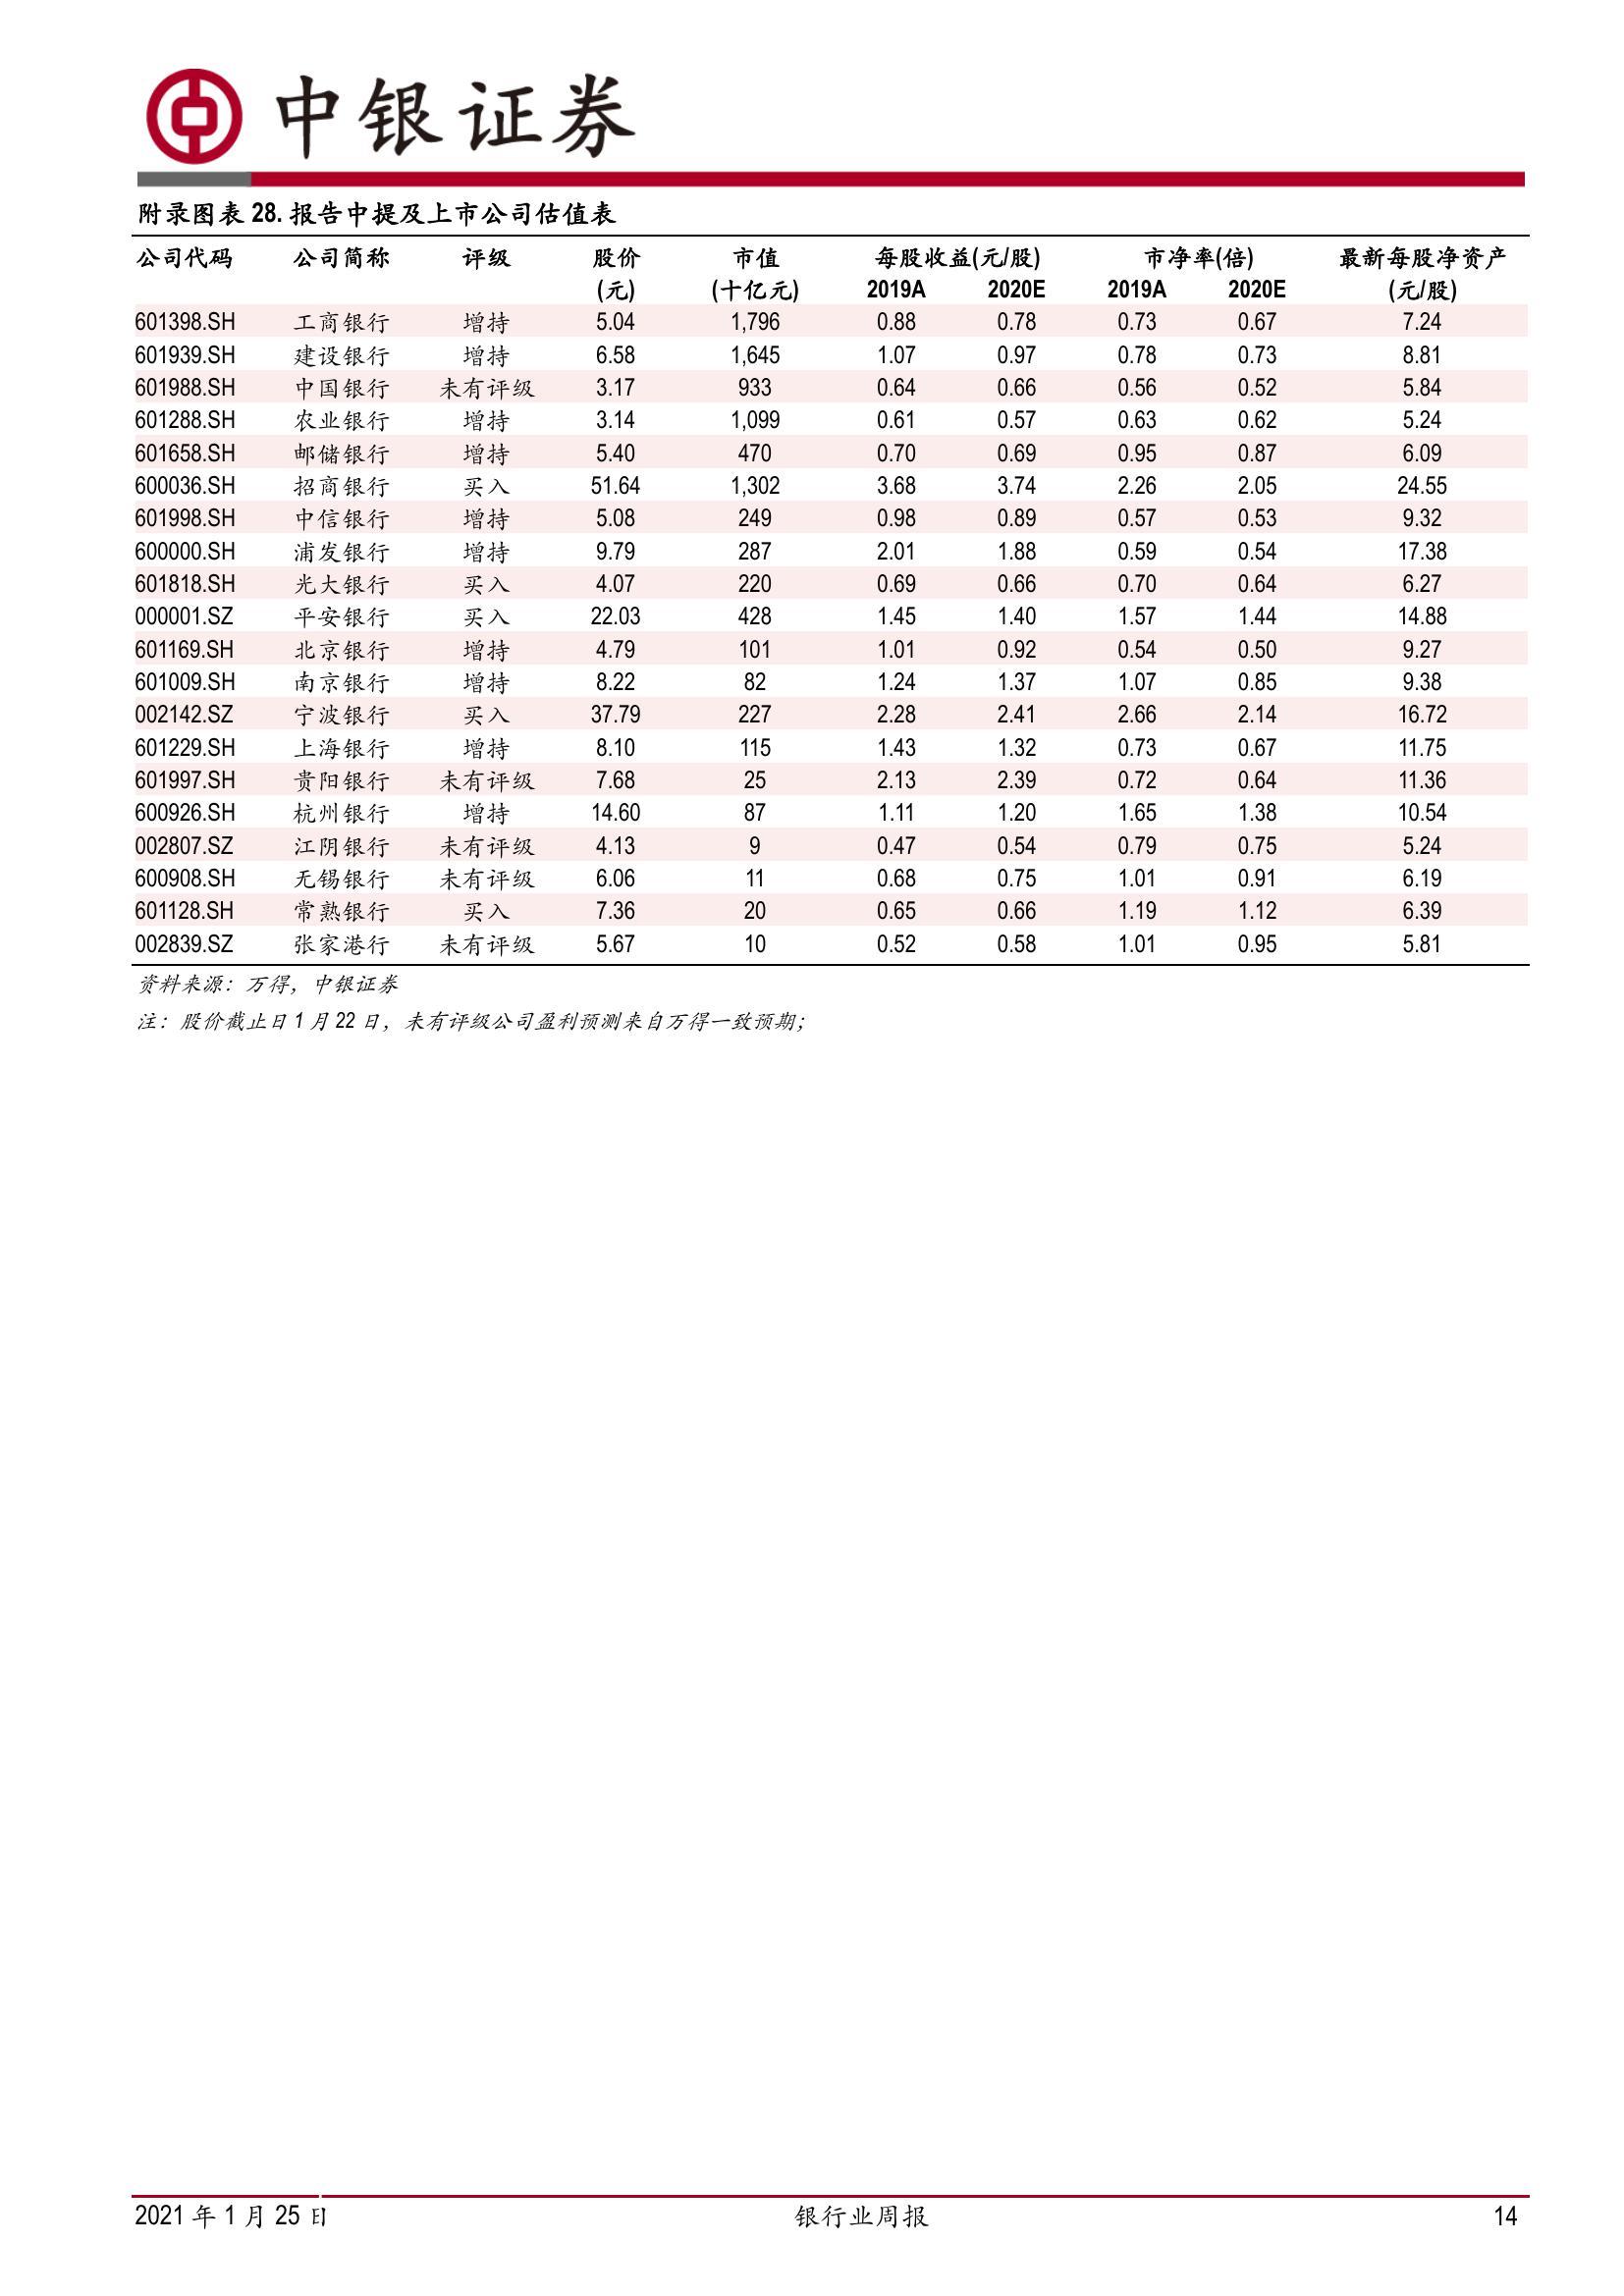 中银证券
附录图表 28. 报告中提及上市公司估值表
公司代码 公司简称 评级 股价 市值 每股收益(元/股) 市净率(倍) 最新每股净资产
(元) (十亿元) 2019A 2020E 2019A 2020E (元/股)
601398.SH 工商银行 增持 5.04 1,796 0.88 0.78 0.73 0.67 7.24
601939.SH 建设银行 增持 6.58 1,645 1.07 0.97 0.78 0.73 8.81
601988.SH 中国银行 未有评级 3.17 933 0.64 0.66 0.56 0.52 5.84
601288.SH 农业银行 增持 3.14 1,099 0.61 0.57 0.63 0.62 5.24
601658.SH 邮储银行 增持 5.40 470 0.70 0.69 0.95 0.87 6.09
600036.SH 招商银行 买入 51.64 1,302 3.68 3.74 2.26 2.05 24.55
601998.SH 中信银行 增持 5.08 249 0.98 0.89 0.57 0.53 9.32
600000.SH 浦发银行 增持 9.79 287 2.01 1.88 0.59 0.54 17.38
601818.SH 光大银行 买入 4.07 220 0.69 0.66 0.70 0.64 6.27
000001.SZ 平安银行 买入 22.03 428 1.45 1.40 1.57 1.44 14.88
601169.SH 北京银行 增持 4.79 101 1.01 0.92 0.54 0.50 9.27
601009.SH 南京银行 增持 8.22 82 1.24 1.37 1.07 0.85 9.38
002142.SZ 宁波银行 买入 37.79 227 2.28 2.41 2.66 2.14 16.72
601229.SH 上海银行 增持 8.10 115 1.43 1.32 0.73 0.67 11.75
601997.SH 贵阳银行 未有评级 7.68 25 2.13 2.39 0.72 0.64 11.36
600926.SH 杭州银行 增持 14.60 87 1.11 1.20 1.65 1.38 10.54
002807.SZ 江阴银行 未有评级 4.13 9 0.47 0.54 0.79 0.75 5.24
600908.SH 无锡银行 未有评级 6.06 11 0.68 0.75 1.01 0.91 6.19
601128.SH 常熟银行 买入 7.36 20 0.65 0.66 1.19 1.12 6.39
002839.SZ 张家港行 未有评级 5.67 10 0.52 0.58 1.01 0.95 5.81
资料来源：万得，中银证券
注：股价截止日 1 月 22 日，未有评级公司盈利预测来自万得一致预期；
2021 年 1 月 25 日 银行业周报 14